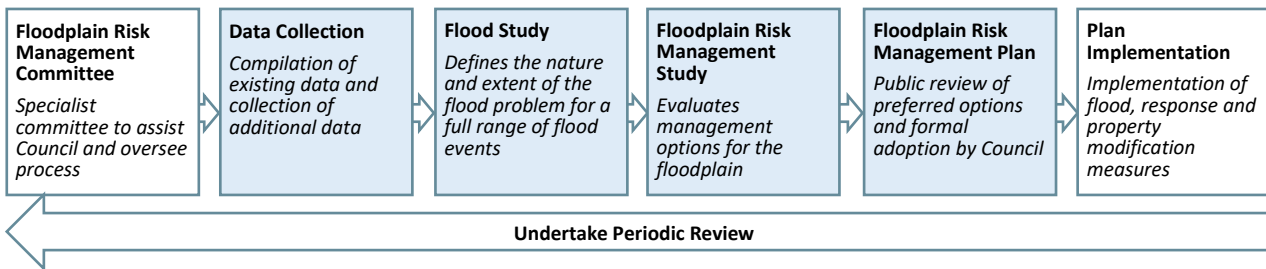 Floodplain Risk
Management
Committee
Specialist
committee to assist
Council and oversee
process
Data Collection
Compilation of
existing data and
collection of
additional data
Flood Study
Defines the nature
and extent of the
flood problem for a
full range of flood
events
Floodplain Risk
Management
Study
Evaluates
management
options for the
floodplain
Floodplain Risk
Management Plan
Public review of
preferred options
and formal
adoption by Council
Plan
Implementation
Implementation of
flood, response and
property
modification
measures
Undertake Periodic Review